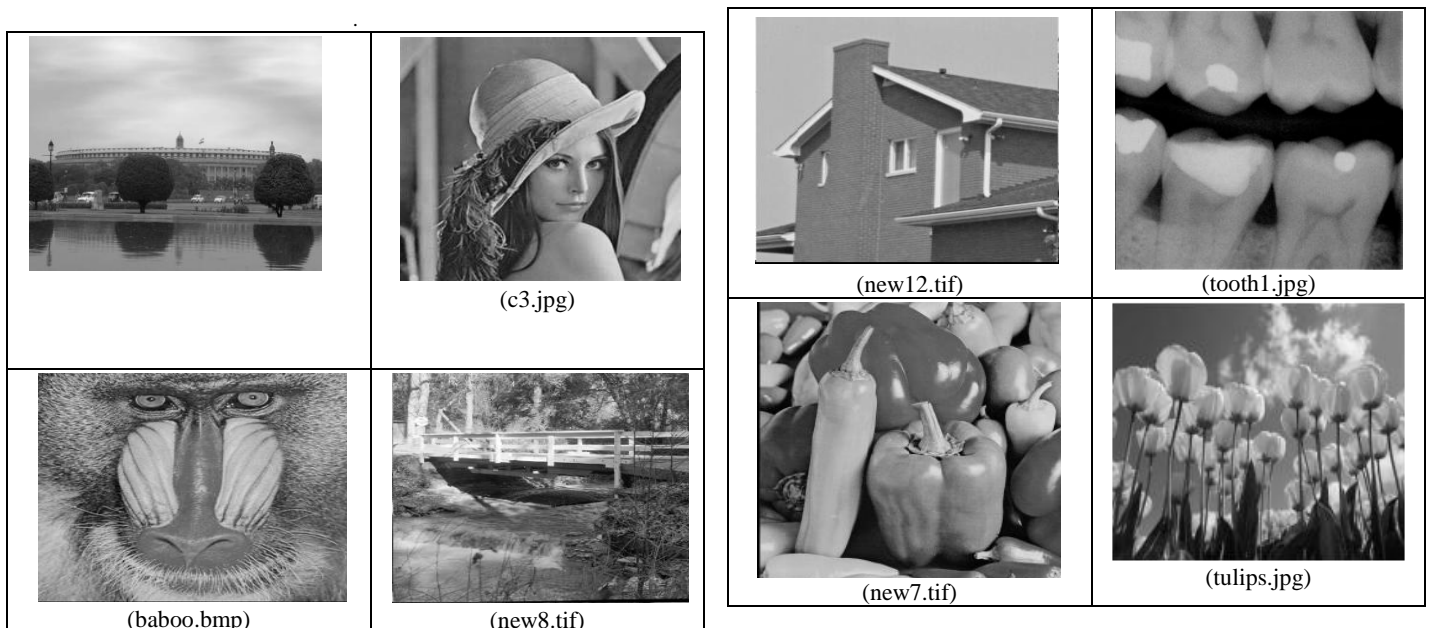 .
(c3.jpg)
(baboo.bmp)
(new8.tif)
(new12.tif)
(tooth1.jpg)
(new7.tif)
(tulips.jpg)